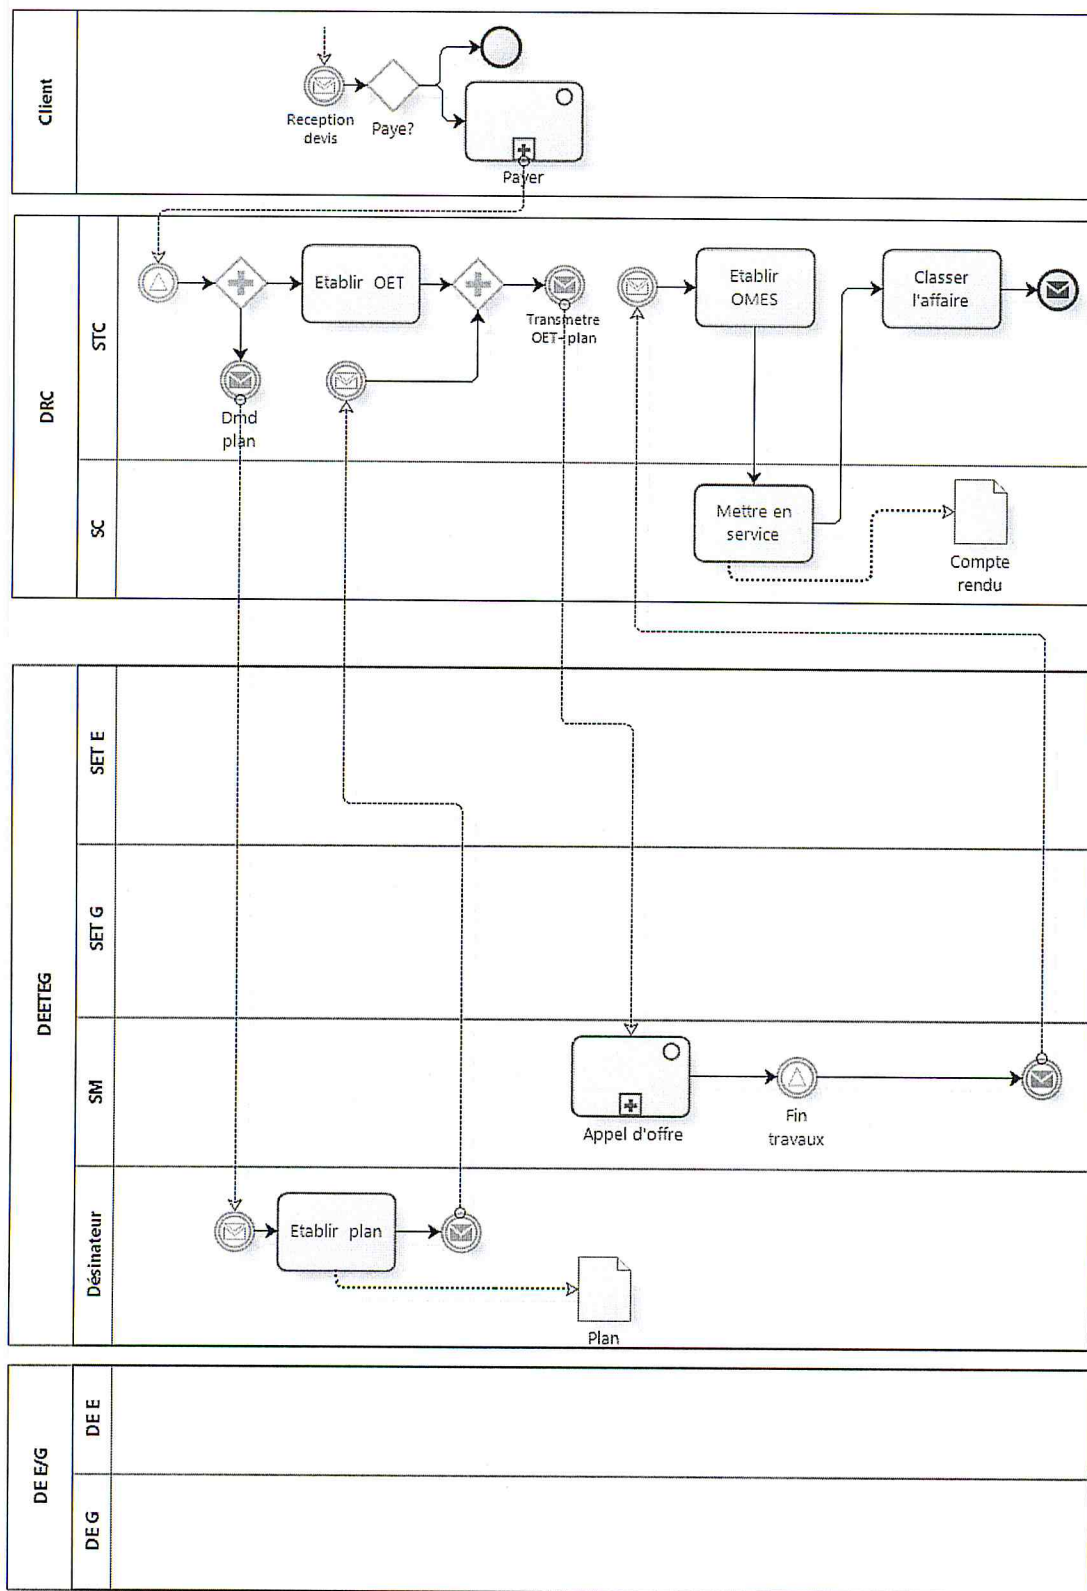 Client
Reception
devis
Paye?
Payer
DRC
STC
Etablir OET
Transmetre
OET-plan
Etablir
OMES
Classer
l'affaire
Dmd
plan
SC
Mettre en
service
Compte
rendu
DEETEG
SET E
SET G
SM
Appel d'offre
Fin
travaux
Désinateur
Etablir plan
Plan
DE E/G
DE E
DE G